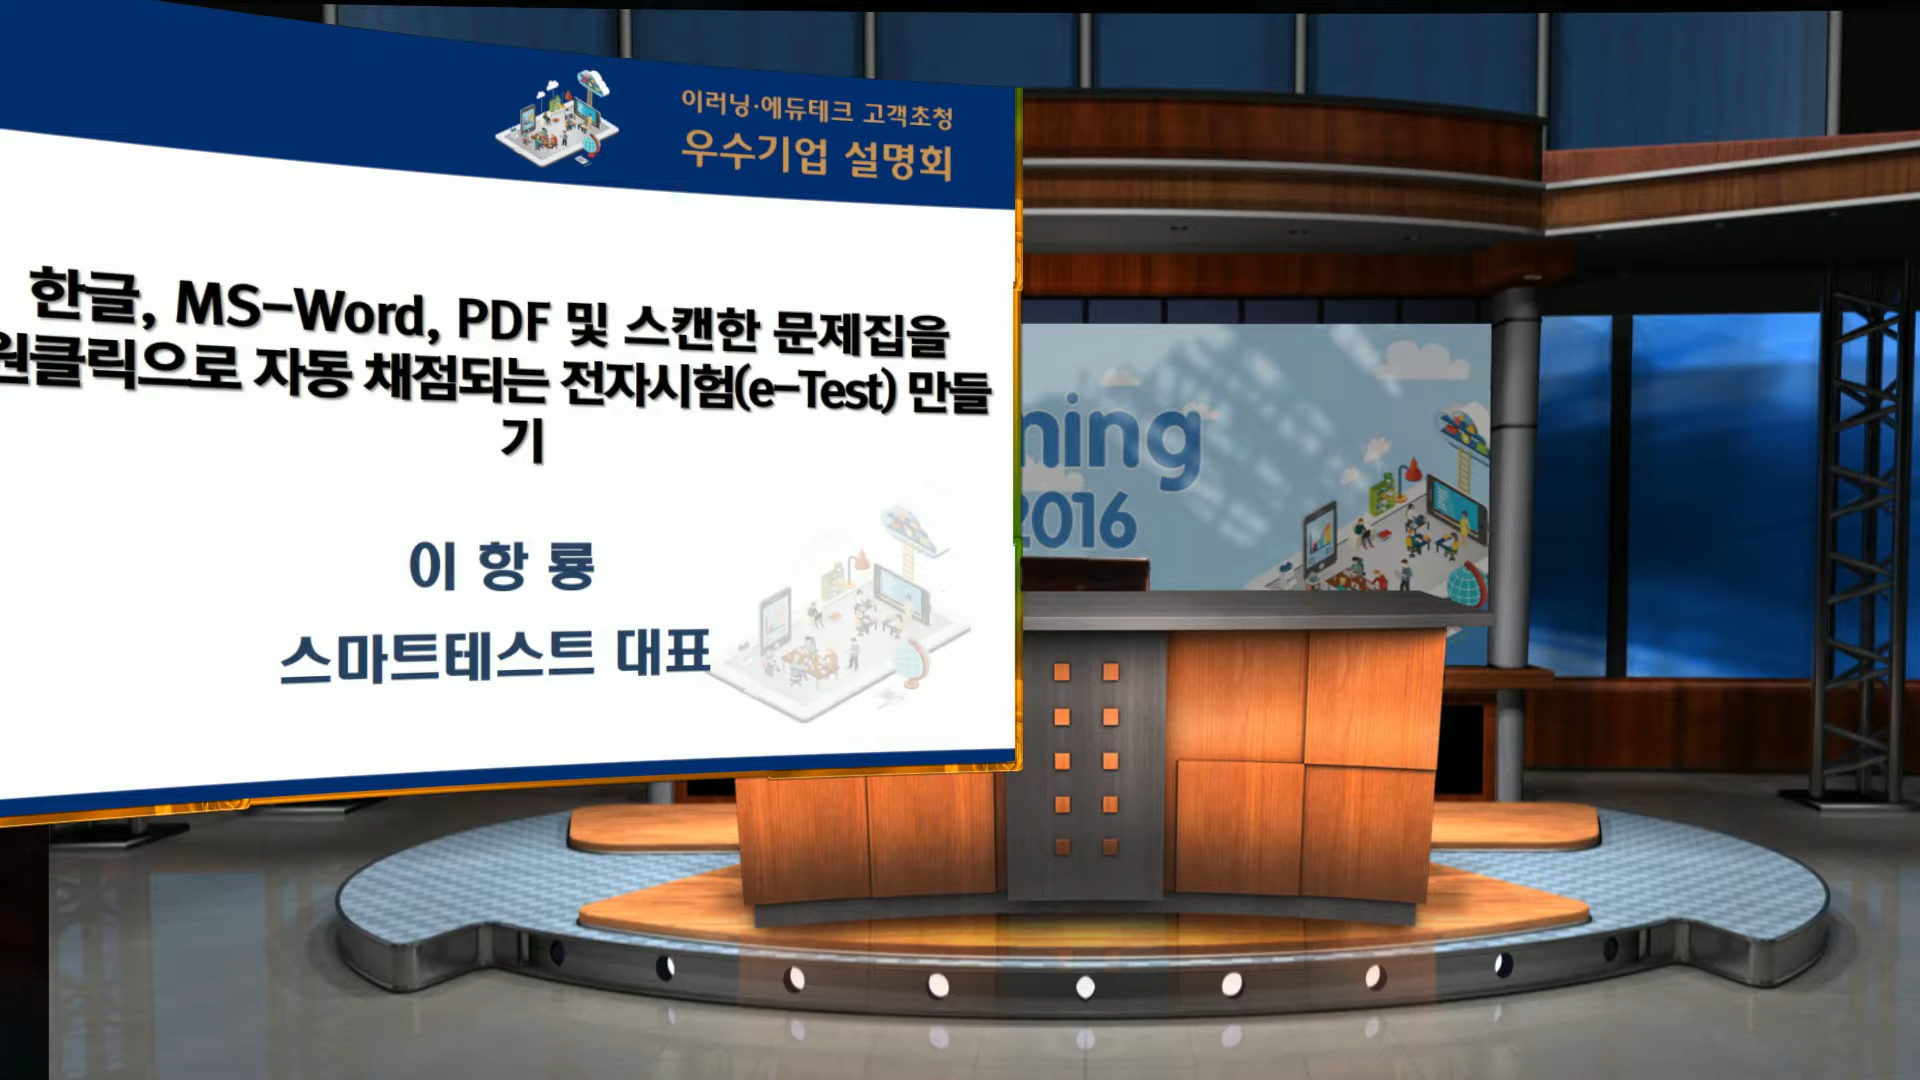 이러닝·에듀테크 고객초청
우수기업 설명회
한글, MS-Word, PDF 및 스캔한 문제집을
원클릭으로 자동 채점되는 전자시험(e-Test) 만들
기
이 항 룡
스마트테스트 대표
ning
2016